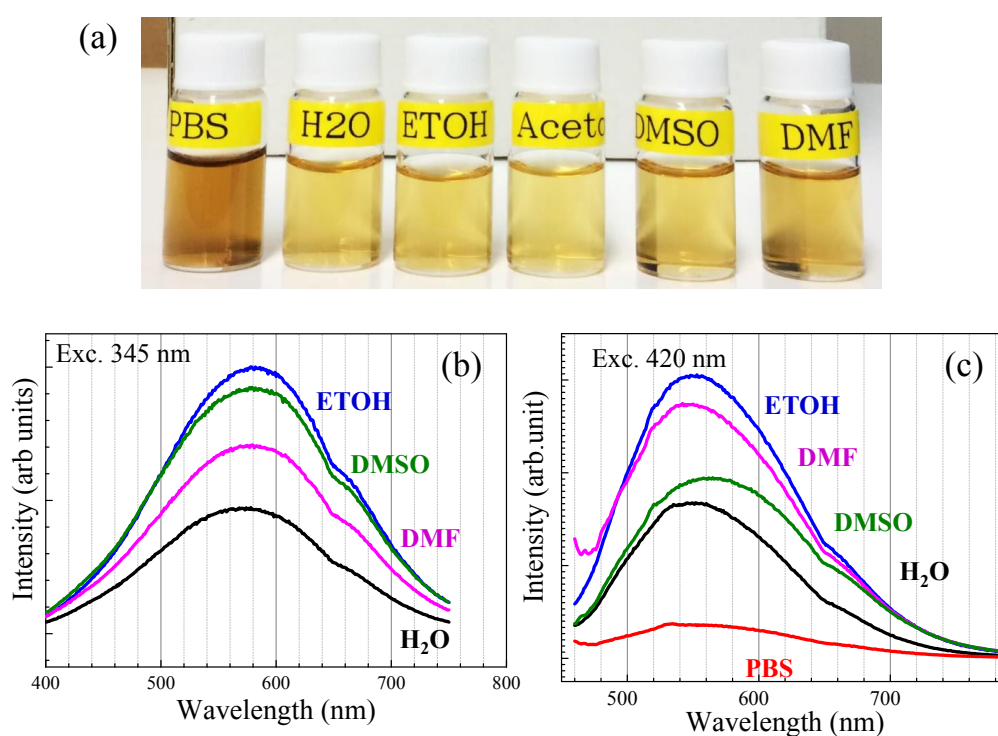 (a)
PBS
H2O
ETOH
Aceto
DMSO
DMF
Exc. 345 nm
(b)
ETOH
DMSO
DMF
H₂O
Intensity (arb units)
400 500 600 700 800
Wavelength (nm)
Exc. 420 nm
(c)
ETOH
DMF
DMSO
H₂O
PBS
Intensity (arb.unit)
500 600 700
Wavelength (nm)